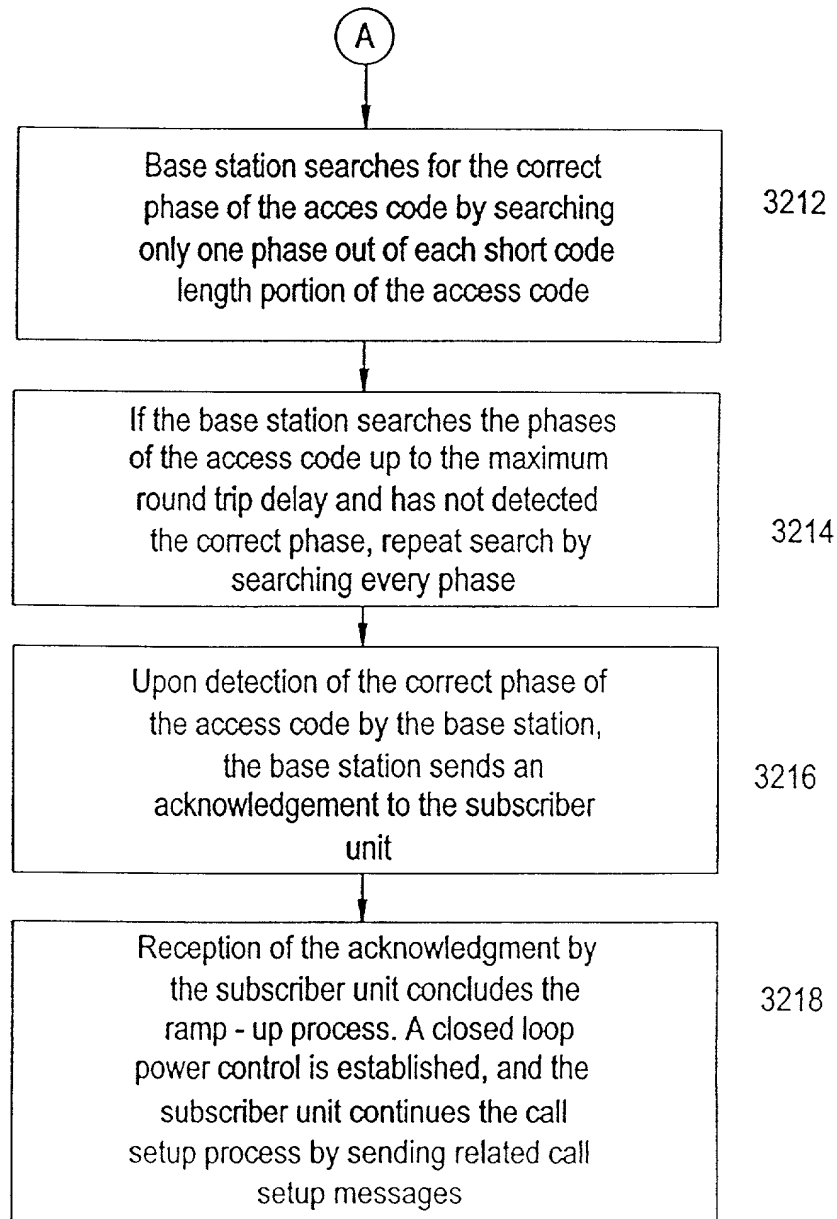 A
Base station searches for the correct
phase of the acces code by searching
only one phase out of each short code
length portion of the access code
3212
If the base station searches the phases
of the access code up to the maximum
round trip delay and has not detected
the correct phase, repeat search by
searching every phase
3214
Upon detection of the correct phase of
the access code by the base station,
the base station sends an
acknowledgement to the subscriber
unit
3216
Reception of the acknowledgment by
the subscriber unit concludes the
ramp - up process. A closed loop
power control is established, and the
subscriber unit continues the call
setup process by sending related call
setup messages
3218